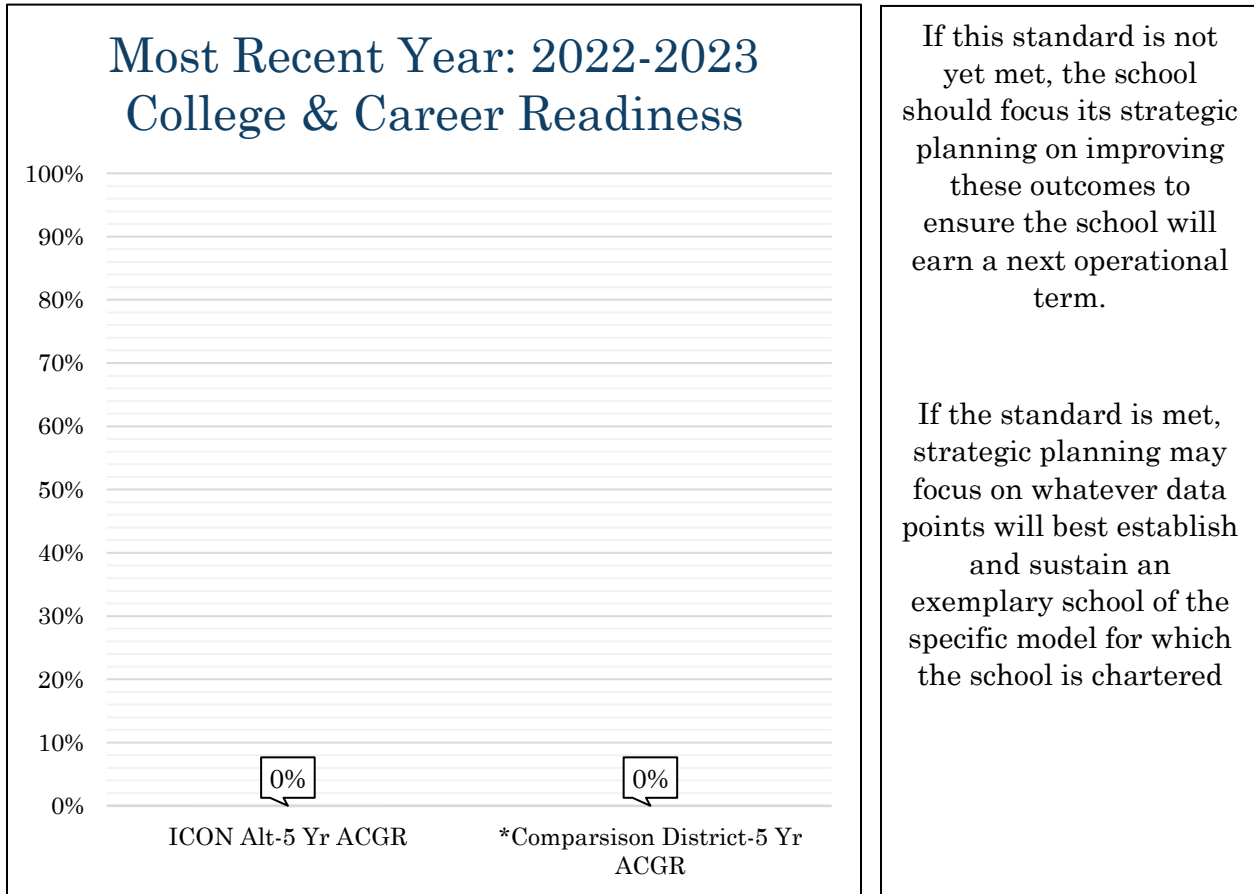 Most Recent Year: 2022-2023
College & Career Readiness
100%
90%
80%
70%
60%
50%
40%
30%
20%
10%
0%
0%
0%
ICON Alt-5 Yr ACGR
*Comparsison District-5 Yr
ACGR
If this standard is not
yet met, the school
should focus its strategic
planning on improving
these outcomes to
ensure the school will
earn a next operational
term.
If the standard is met,
strategic planning may
focus on whatever data
points will best establish
and sustain an
exemplary school of the
specific model for which
the school is chartered